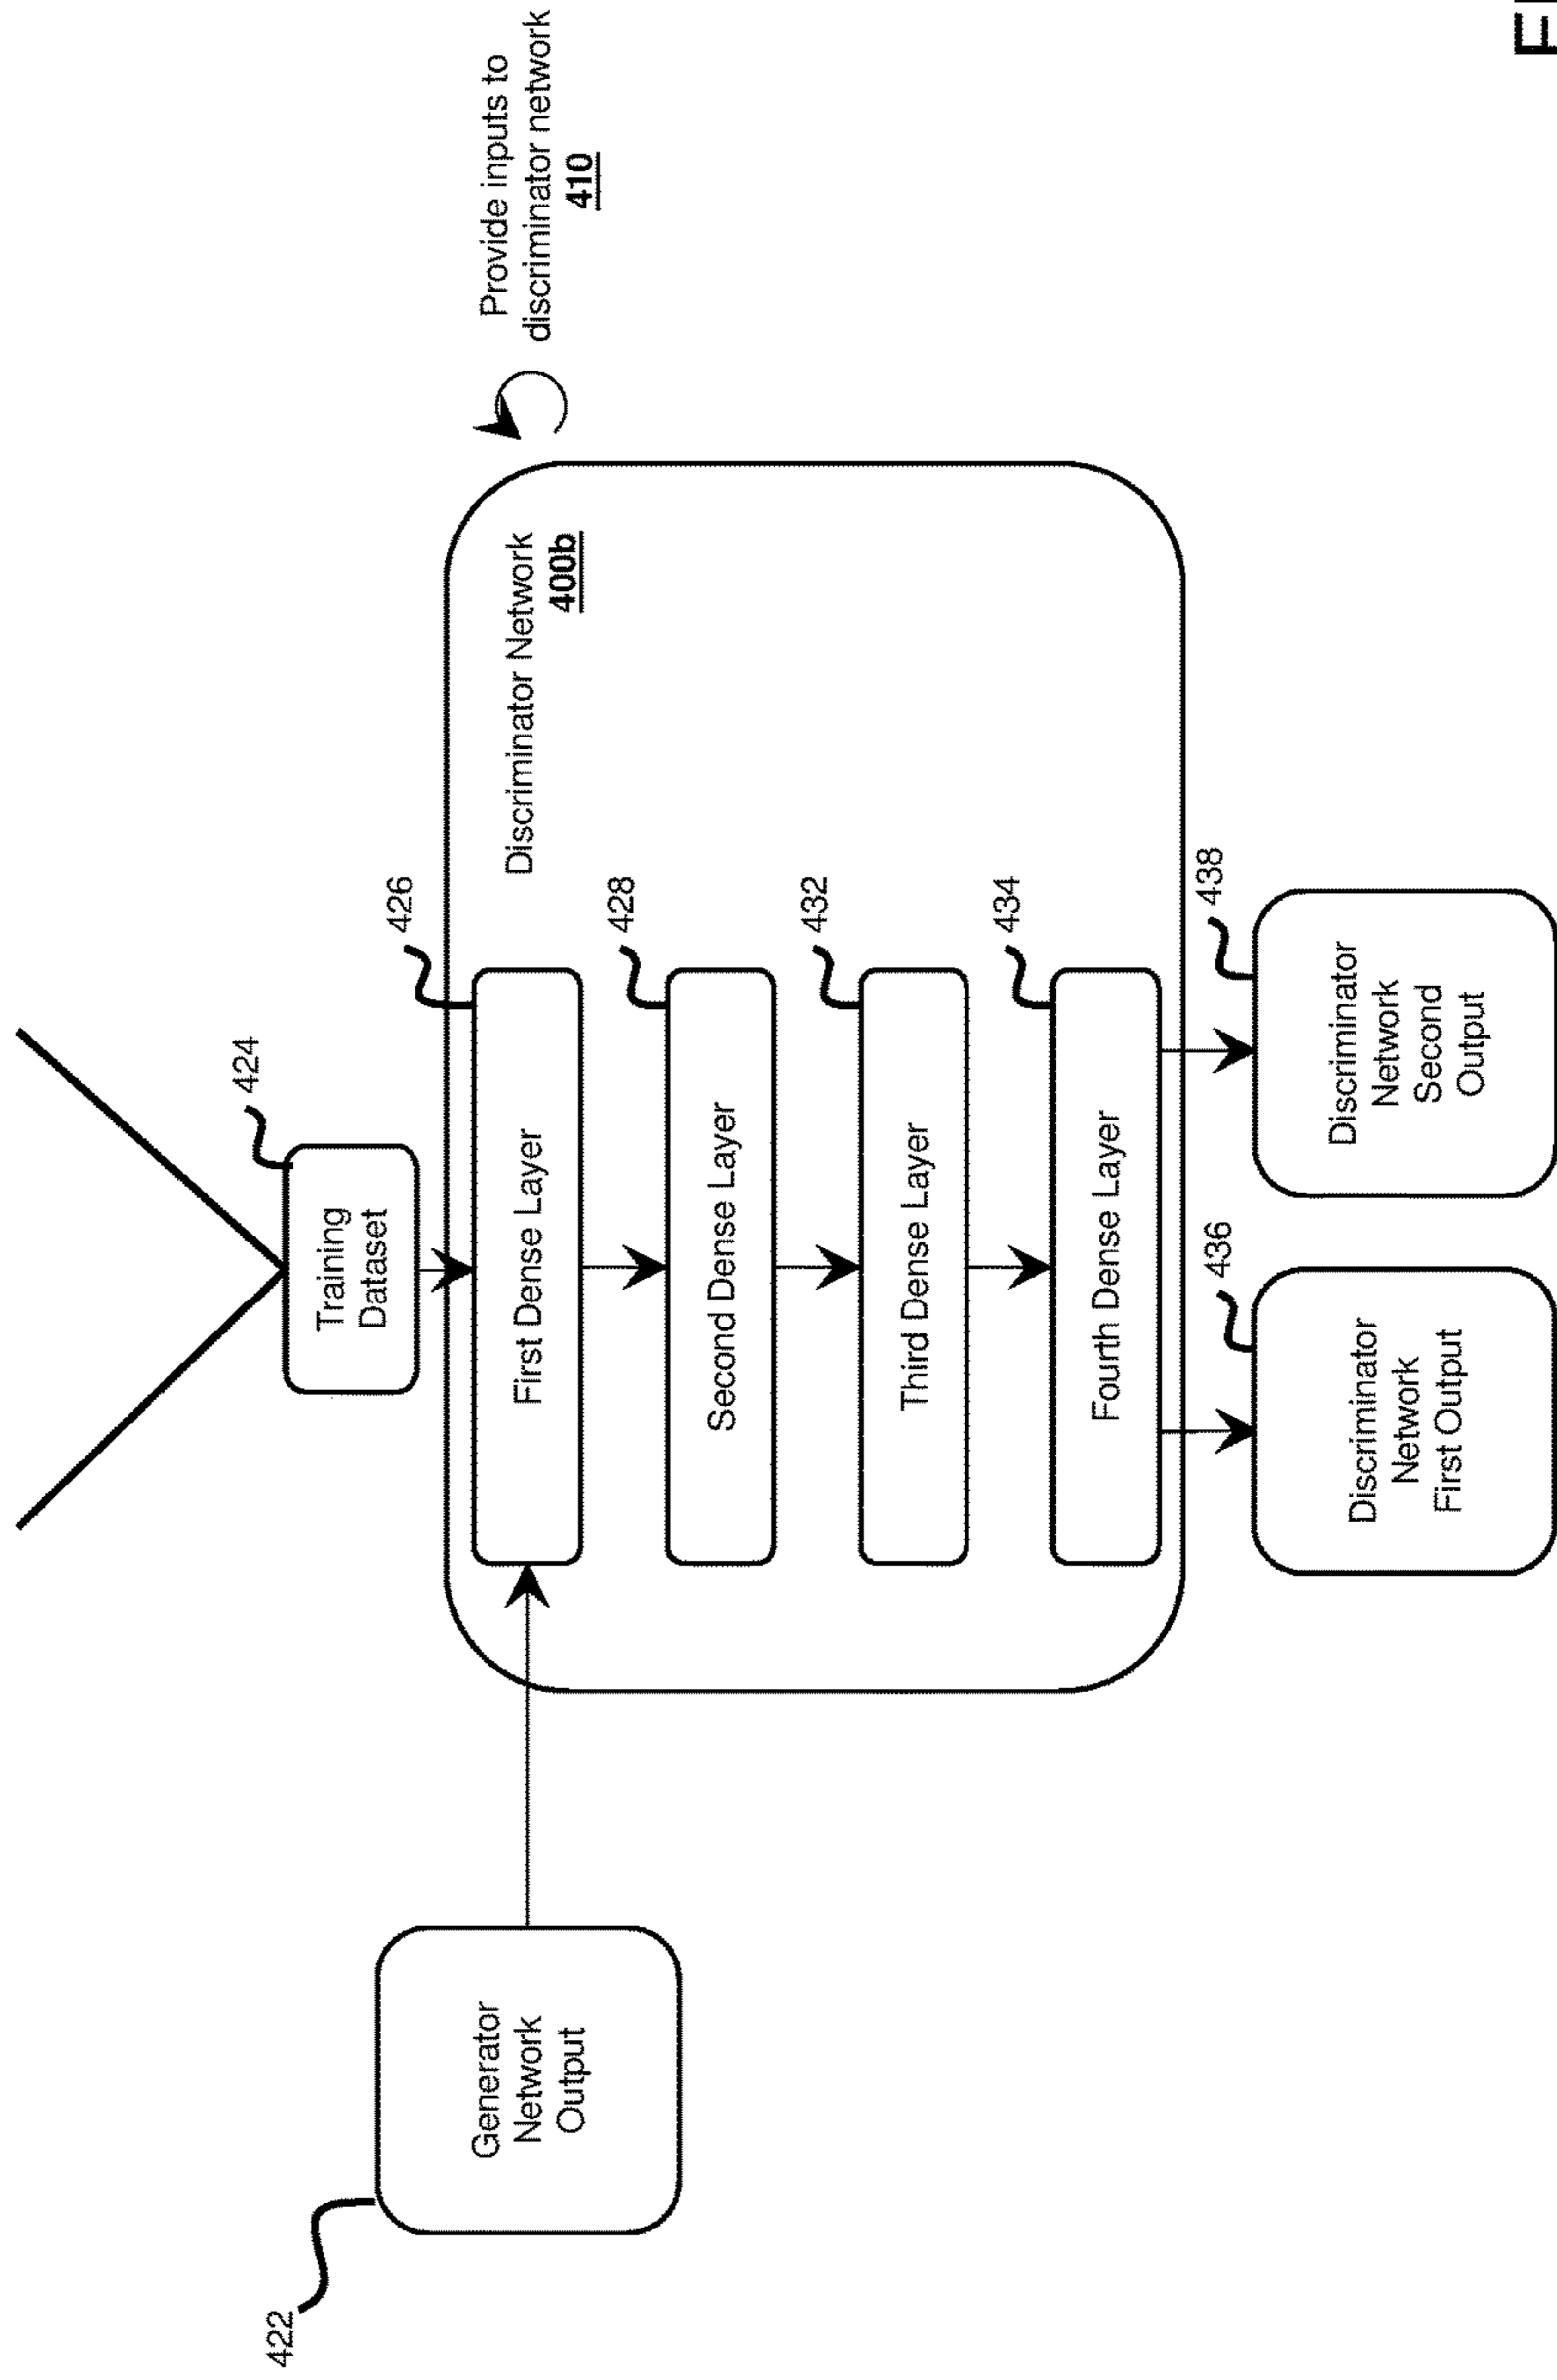 424
422
Training
Dataset
426
Generator
Network
Output
First Dense Layer
Discriminator Network
400b
Provide inputs to
discriminator network
410
428
Second Dense Layer
432
Third Dense Layer
434
Fourth Dense Layer
436
438
Discriminator
Network
First Output
Discriminator
Network
Second
Output